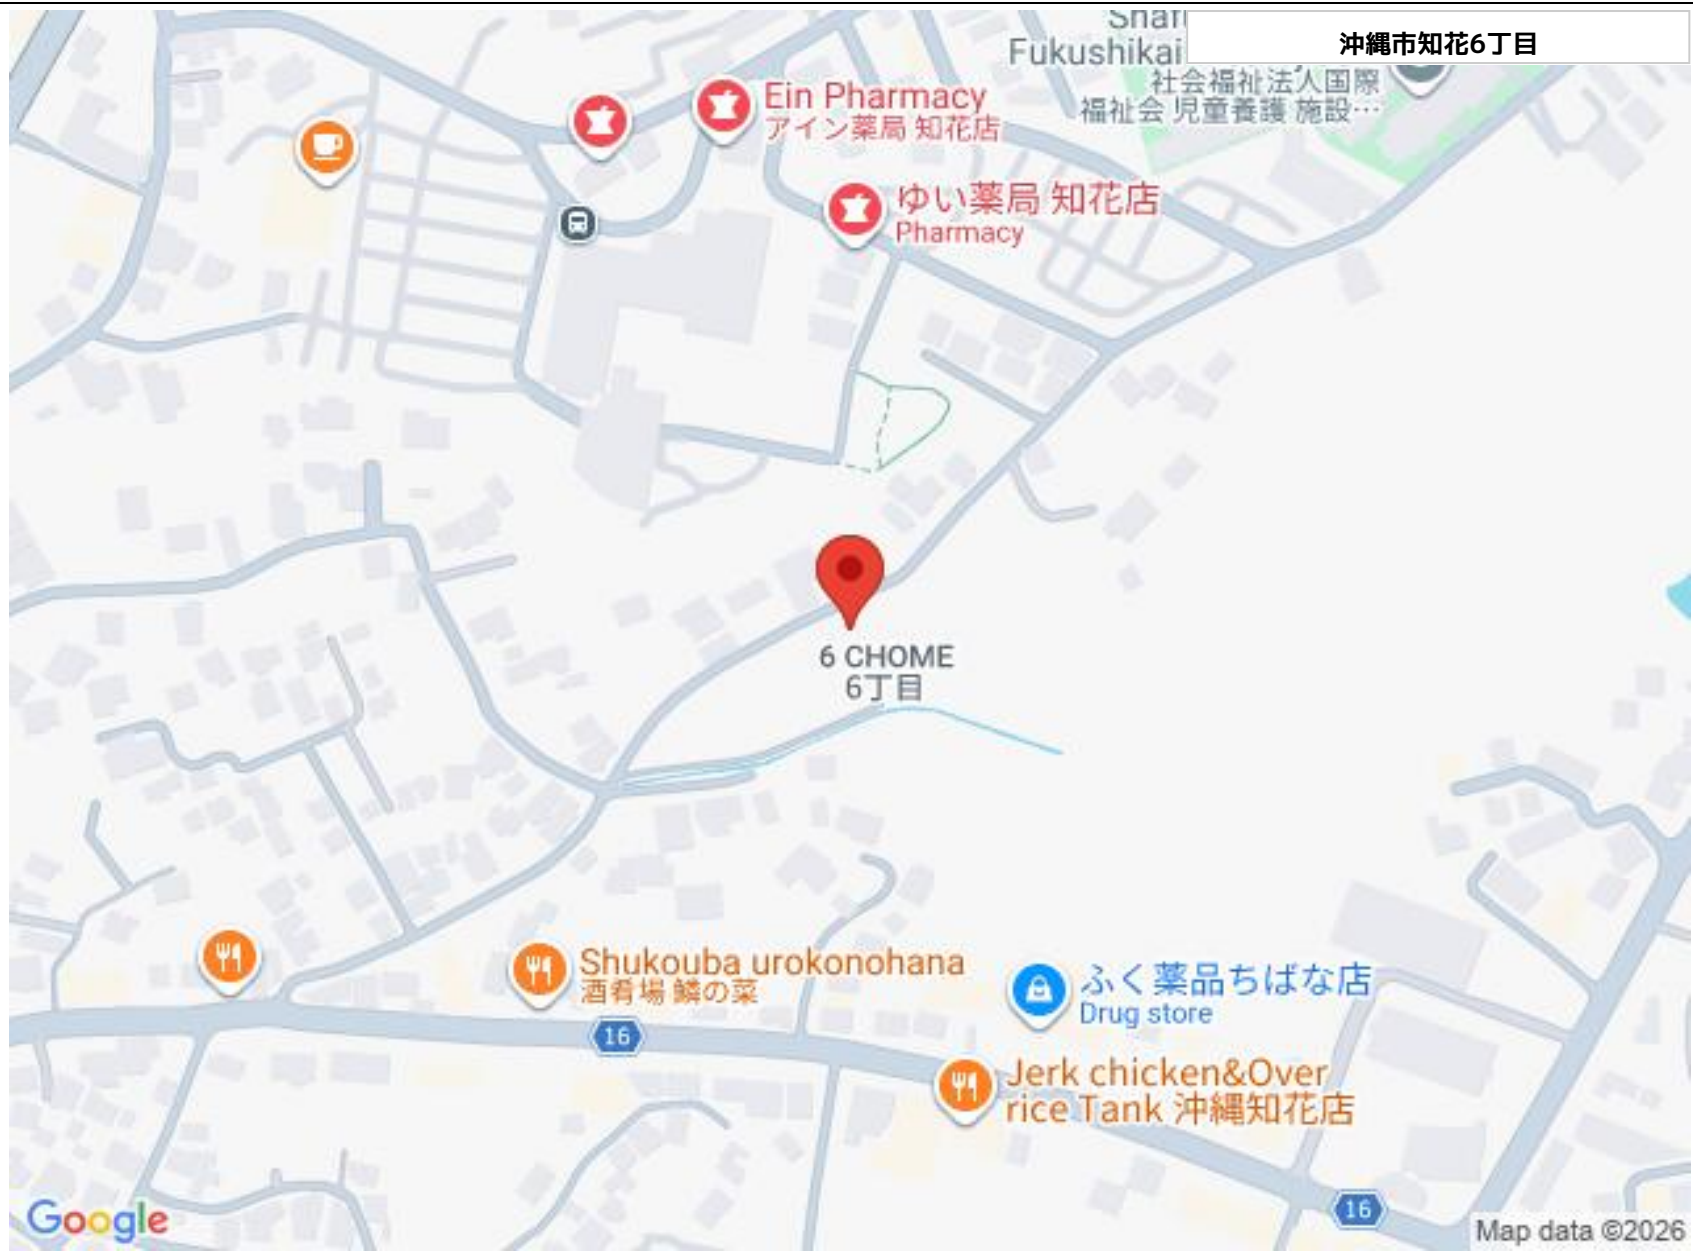 沖縄市知花6丁目
Fukushikai
社会福祉法人国際
福祉会 児童養護 施設…
Ein Pharmacy
アイン薬局 知花店
ゆい薬局 知花店
Pharmacy
6 CHOME
6丁目
Shukouba urokonohana
酒肴場 鱗の菜
16
ふく薬品ちばな店
Drug store
Jerk chicken&Over
rice Tank 沖縄知花店
16
Google
Map data ©2026